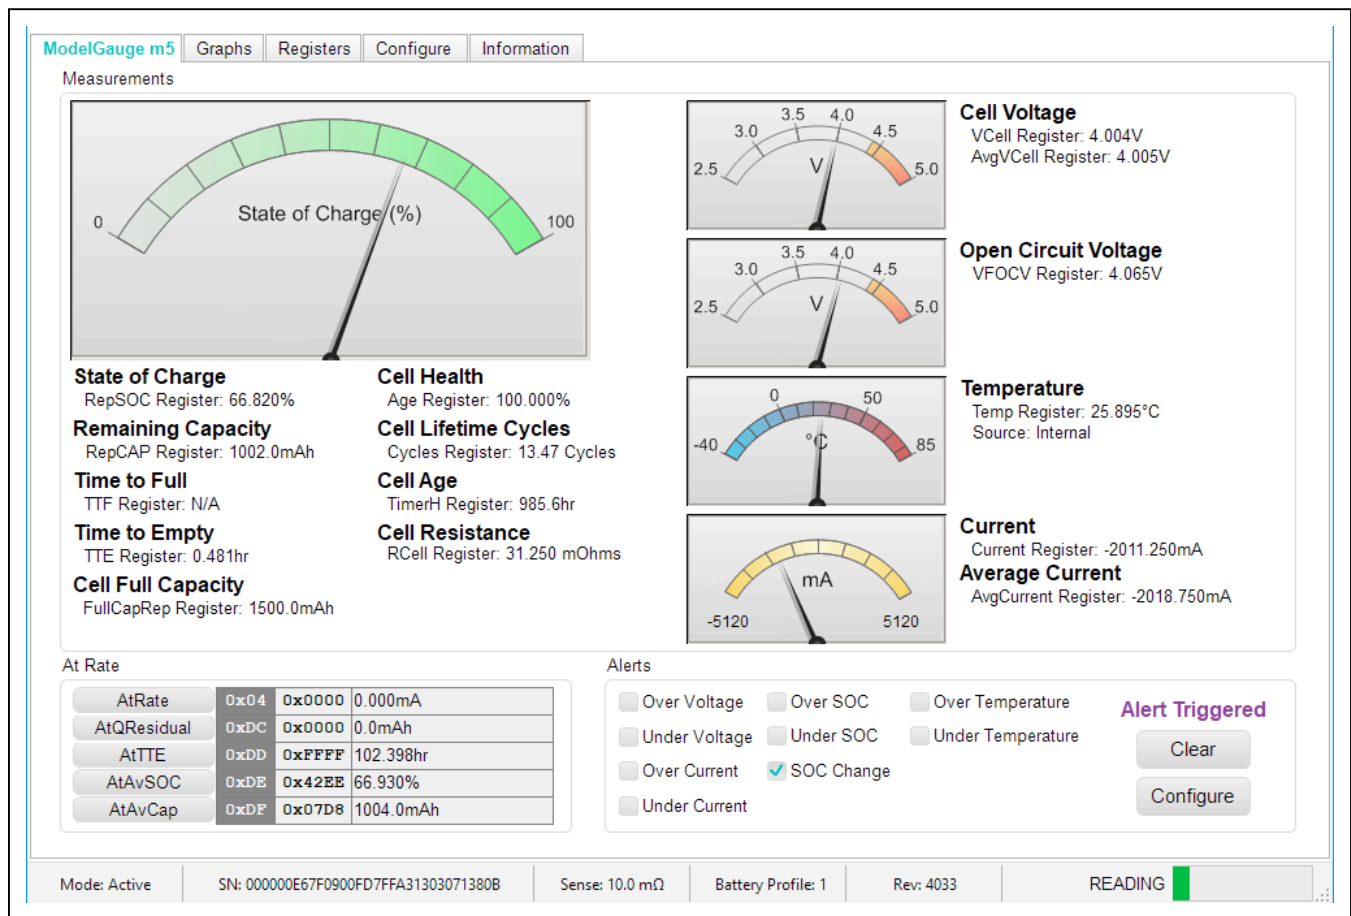 ModelGauge m5 Graphs Registers Configure Information
Measurements
0
State of Charge (%)
100
State of Charge
RepSOC Register: 66.820%
Remaining Capacity
RepCAP Register: 1002.0mAh
Time to Full
TTF Register: N/A
Time to Empty
TTE Register: 0.481hr
Cell Full Capacity
FullCapRep Register: 1500.0mAh
Cell Health
Age Register: 100.000%
Cell Lifetime Cycles
Cycles Register: 13.47 Cycles
Cell Age
TimerH Register: 985.6hr
Cell Resistance
RCell Register: 31.250 mOhms
2.5 3.0 3.5 4.0 4.5 5.0
V
Cell Voltage
VCell Register: 4.004V
AvgVCell Register: 4.005V
2.5 3.0 3.5 4.0 4.5 5.0
V
Open Circuit Voltage
VFOCV Register: 4.065V
-40 0 50 85
°C
Temperature
Temp Register: 25.895°C
Source: Internal
mA
-5120 5120
Current
Current Register: -2011.250mA
Average Current
AvgCurrent Register: -2018.750mA
At Rate
AtRate 0x04 0x0000 0.000mA
AtQResidual 0xDC 0x0000 0.0mAh
AtTTE 0xDD 0xFFFF 102.398hr
AtAvSOC 0xDE 0x42EE 66.930%
AtAvCap 0xDF 0x07D8 1004.0mAh
Alerts
Over Voltage Over SOC Over Temperature
Under Voltage Under SOC Under Temperature
Over Current SOC Change
Under Current
Alert Triggered
Clear
Configure
Mode: Active SN: 000000E67F0900FD7FFA31303071380B Sense: 10.0 mΩ Battery Profile: 1 Rev: 4033 READING